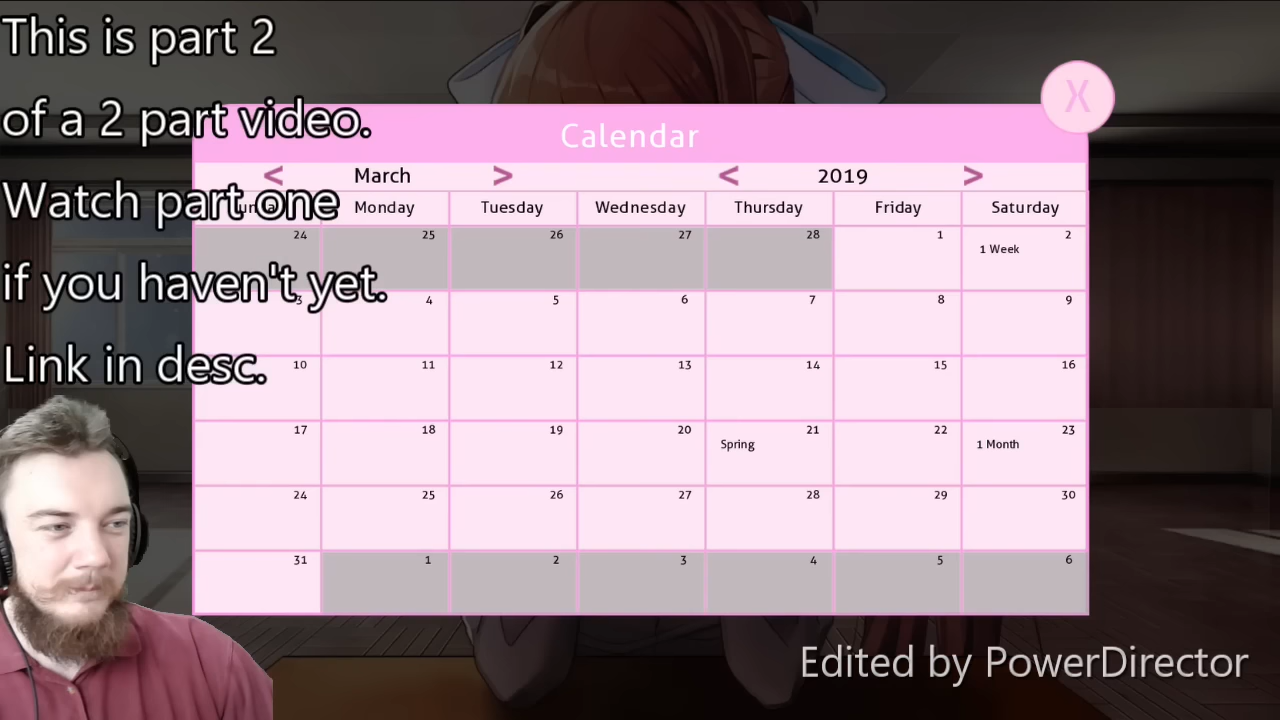 This is part 2
of a 2 part video.
Watch part one
if you haven't yet.
Link in desc.
X
Calendar
< March > < 2019 >
Monday Tuesday Wednesday Thursday Friday Saturday
24 25 26 27 28 1 2
1 Week
3 4 5 6 7 8 9
10 11 12 13 14 15 16
17 18 19 20 21 22 23
Spring 1 Month
24 25 26 27 28 29 30
31 1 2 3 4 5 6
Edited by PowerDirector